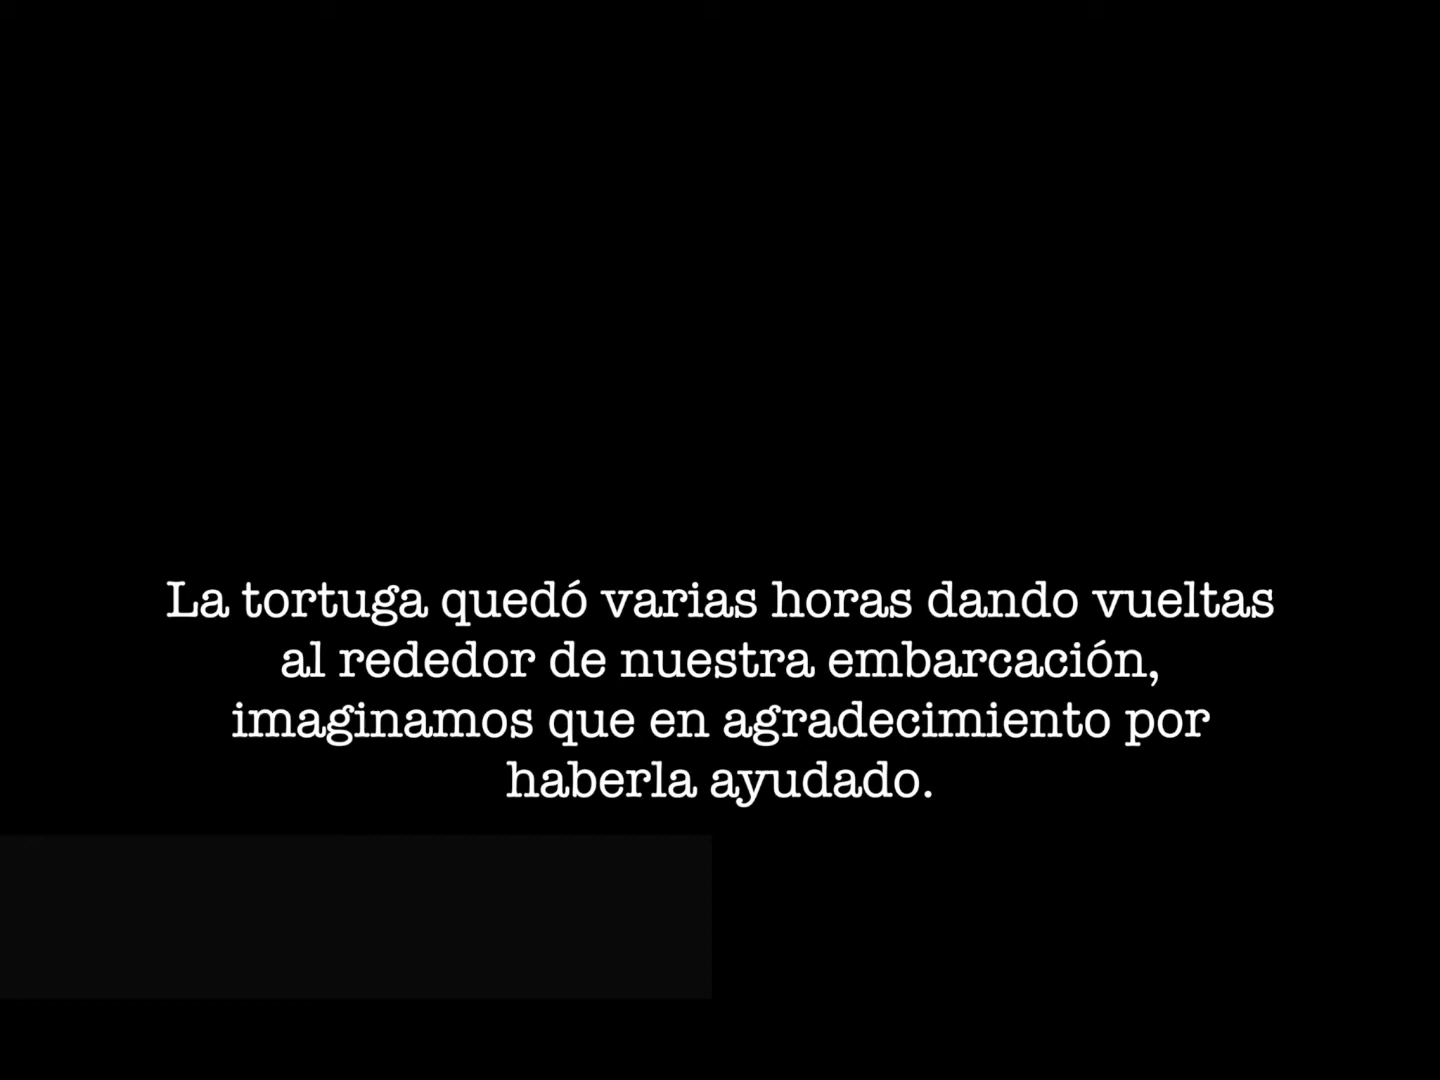 La tortuga quedó varias horas dando vueltas
al rededor de nuestra embarcación,
imaginamos que en agradecimiento por
haberla ayudado.